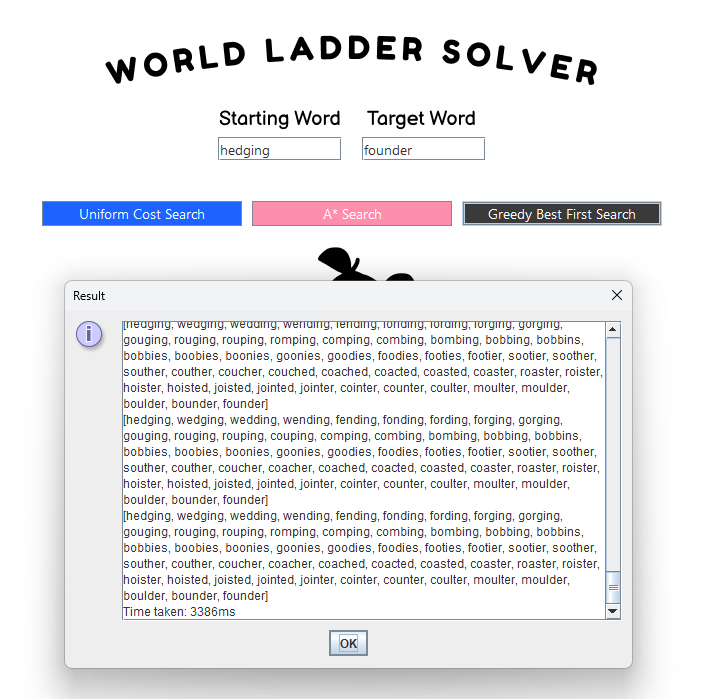 WORLD LADDER SOLVER
Starting Word Target Word
hedging founder
Uniform Cost Search A* Search Greedy Best First Search
Result
[hedging, wedging, wedding, wending, fending, fonding, fording, forging, gorging,
gouging, rouging, rouping, romping, comping, combing, bombing, bobbing, bobbins,
bobbies, boobies, boonies, goonies, goodies, foodies, footies, footier, sootier, soother,
souther, couther, coucher, couched, coached, coacted, coasted, coaster, roaster, roister,
hoister, hoisted, joisted, jointed, jointer, cointer, counter, coulter, moulter, moulder,
boulder, bounder, founder]
[hedging, wedging, wedding, wending, fending, fonding, fording, forging, gorging,
gouging, rouging, rouping, couping, comping, combing, bombing, bobbing, bobbins,
bobbies, boobies, boonies, goonies, goodies, foodies, footies, footier, sootier, soother,
souther, couther, coucher, coacher, coached, coacted, coasted, coaster, roaster, roister,
hoister, hoisted, joisted, jointed, jointer, cointer, counter, coulter, moulter, moulder,
boulder, bounder, founder]
[hedging, wedging, wedding, wending, fending, fonding, fording, forging, gorging,
gouging, rouging, rouping, romping, comping, combing, bombing, bobbing, bobbins,
bobbies, boobies, boonies, goonies, goodies, foodies, footies, footier, sootier, soother,
souther, couther, coucher, coacher, coached, coacted, coasted, coaster, roaster, roister,
hoister, hoisted, joisted, jointed, jointer, cointer, counter, coulter, moulter, moulder,
boulder, bounder, founder]
Time taken: 3386ms
OK